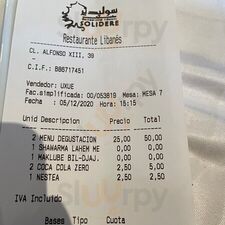 سوليدير
SOLIDERE
Restaurante Libanés
CL. ALFONSO XIII, 39
C.I.F.: B86717451
Vendedor: UXUE
Fac.simplificada: 00/053819 Mesa: MESA 7
Fecha : 05/12/2020 Hora : 15:15
Unid Descripcion Precio Total
2 MENU DEGUSTACION 25,00 50,00
1 SHAWARMA LAHEM ME 0,00 0,00
1 MAKLUBE BIL-DJAJ. 0,00 0,00
2 COCA COLA ZERO 2,50 5,00
1 NESTEA 2,50 2,50
IVA Incluido
Bases Tipo Cuota